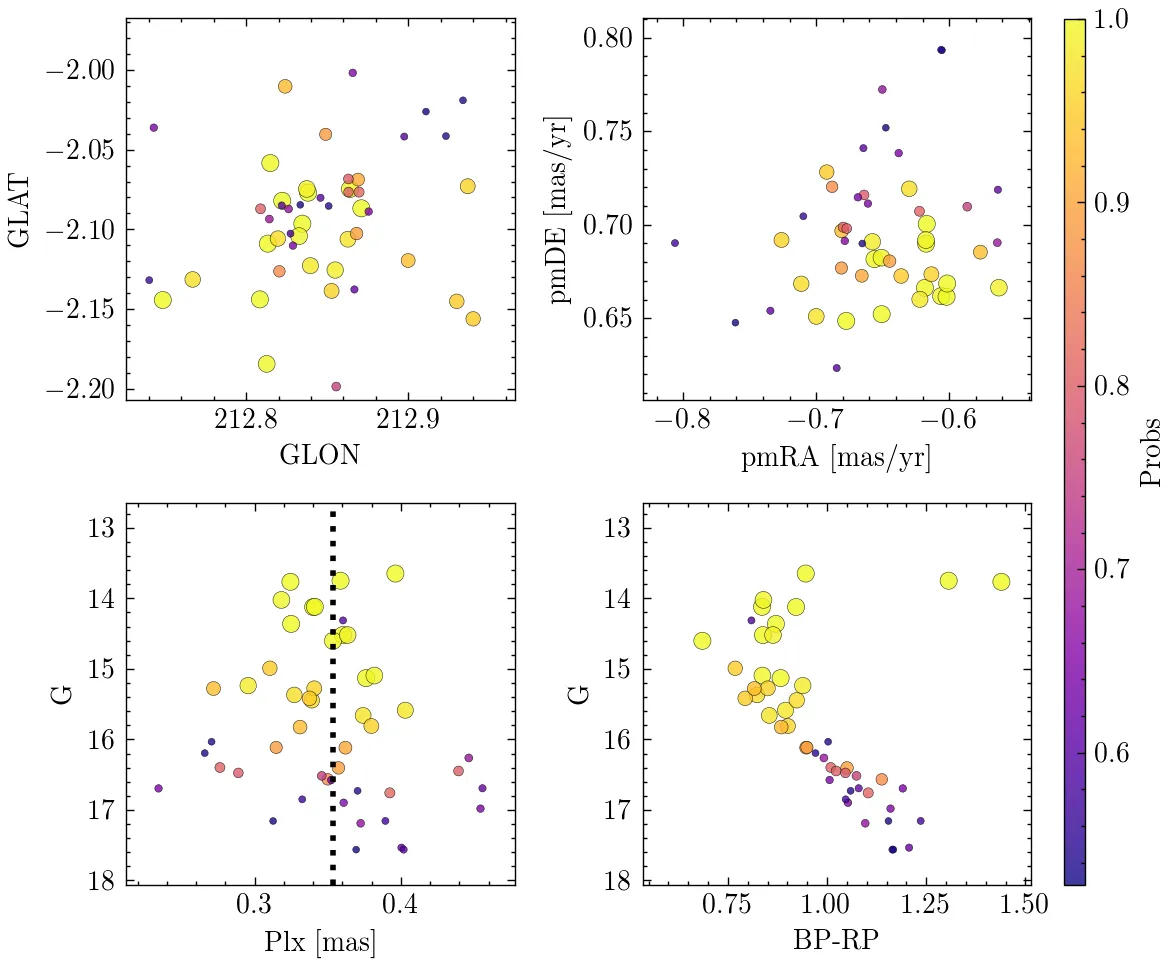 −2.00
−2.05
−2.10
−2.15
−2.20
GLAT
212.8 212.9
GLON
0.80
0.75
0.70
0.65
pmDE [mas/yr]
−0.8 −0.7 −0.6
pmRA [mas/yr]
13
14
15
16
17
18
G
0.3 0.4
Plx [mas]
13
14
15
16
17
18
G
0.75 1.00 1.25 1.50
BP-RP
1.0
0.9
0.8
0.7
0.6
Probs